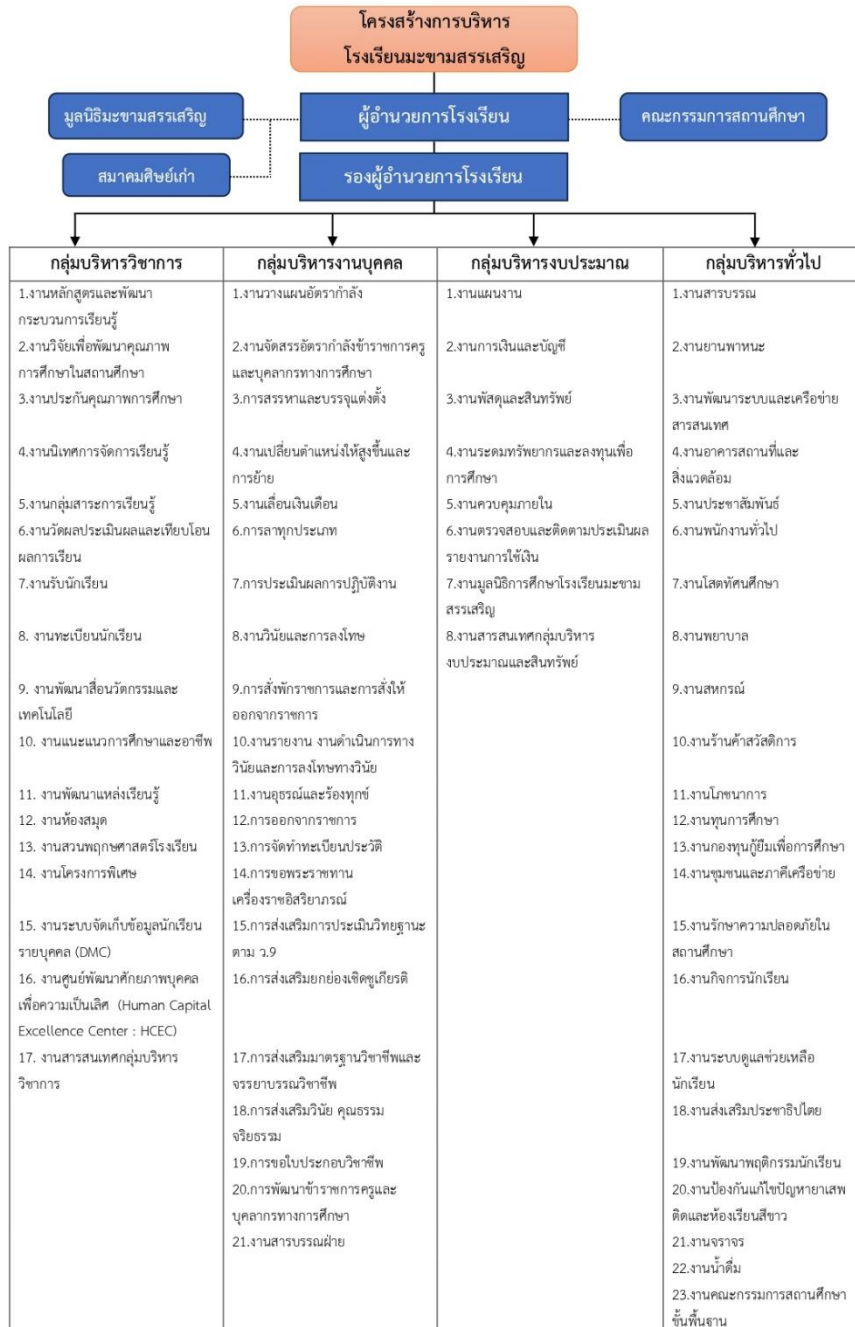 โครงสร้างการบริหาร
โรงเรียนมะขามสรรเสริญ
มูลนิธิมะขามสรรเสริญ
ผู้อำนวยการโรงเรียน
คณะกรรมการสถานศึกษา
สมาคมศิษย์เก่า
รองผู้อำนวยการโรงเรียน
กลุ่มบริหารวิชาการ
1.งานหลักสูตรและพัฒนา
กระบวนการเรียนรู้
2.งานวิจัยเพื่อพัฒนาคุณภาพ
การศึกษาในสถานศึกษา
3.งานประกันคุณภาพการศึกษา
4.งานนิเทศการจัดการเรียนรู้
5.งานกลุ่มสาระการเรียนรู้
6.งานวัดผลประเมินผลและเทียบโอน
ผลการเรียน
7.งานรับนักเรียน
8. งานทะเบียนนักเรียน
9. งานพัฒนาสื่อนวัตกรรมและ
เทคโนโลยี
10. งานแนะแนวการศึกษาและอาชีพ
11. งานพัฒนาแหล่งเรียนรู้
12. งานห้องสมุด
13. งานสวนพฤกษศาสตร์โรงเรียน
14. งานโครงการพิเศษ
15. งานระบบจัดเก็บข้อมูลนักเรียน
รายบุคคล (DMC)
16. งานศูนย์พัฒนาศักยภาพบุคคล
เพื่อความเป็นเลิศ (Human Capital
Excellence Center : HCEC)
17. งานสารสนเทศกลุ่มบริหาร
วิชาการ
กลุ่มบริหารงานบุคคล
1.งานวางแผนอัตรากำลัง
2.งานจัดสรรอัตรากำลังข้าราชการครู
และบุคลากรทางการศึกษา
3.การสรรหาและบรรจุแต่งตั้ง
4.งานเปลี่ยนตำแหน่งให้สูงขึ้นและ
การย้าย
5.งานเลื่อนเงินเดือน
6.การลาทุกประเภท
7.การประเมินผลการปฏิบัติงาน
8.งานวินัยและการลงโทษ
9.การสั่งพักราชการและการสั่งให้
ออกจากราชการ
10.งานรายงาน งานดำเนินการทาง
วินัยและการลงโทษทางวินัย
11.งานอุธรณ์และร้องทุกข์
12.การออกจากราชการ
13.การจัดทำทะเบียนประวัติ
14.การขอพระราชทาน
เครื่องราชอิสริยาภรณ์
15.การส่งเสริมการประเมินวิทยฐานะ
ตาม ว.9
16.การส่งเสริมยกย่องเชิดชูเกียรติ
17.การส่งเสริมมาตรฐานวิชาชีพและ
จรรยาบรรณวิชาชีพ
18.การส่งเสริมวินัย คุณธรรม
จริยธรรม
19.การขอใบประกอบวิชาชีพ
20.การพัฒนาข้าราชการครูและ
บุคลากรทางการศึกษา
21.งานสารบรรณฝ่าย
กลุ่มบริหารงบประมาณ
1.งานแผนงาน
2.งานการเงินและบัญชี
3.งานพัสดุและสินทรัพย์
4.งานระดมทรัพยากรและลงทุนเพื่อ
การศึกษา
5.งานควบคุมภายใน
6.งานตรวจสอบและติดตามประเมินผล
รายงานการใช้เงิน
7.งานมูลนิธิการศึกษาโรงเรียนมะขาม
สรรเสริญ
8.งานสารสนเทศกลุ่มบริหาร
งบประมาณและสินทรัพย์
กลุ่มบริหารทั่วไป
1.งานสารบรรณ
2.งานยานพาหนะ
3.งานพัฒนาระบบและเครือข่าย
สารสนเทศ
4.งานอาคารสถานที่และ
สิ่งแวดล้อม
5.งานประชาสัมพันธ์
6.งานพนักงานทั่วไป
7.งานโสตทัศนศึกษา
8.งานพยาบาล
9.งานสหกรณ์
10.งานร้านค้าสวัสดิการ
11.งานโภชนาการ
12.งานทุนการศึกษา
13.งานกองทุนกู้ยืมเพื่อการศึกษา
14.งานชุมชนและภาคีเครือข่าย
15.งานรักษาความปลอดภัยใน
สถานศึกษา
16.งานกิจการนักเรียน
17.งานระบบดูแลช่วยเหลือ
นักเรียน
18.งานส่งเสริมประชาธิปไตย
19.งานพัฒนาพฤติกรรมนักเรียน
20.งานป้องกันแก้ไขปัญหายาเสพ
ติดและห้องเรียนสีขาว
21.งานจราจร
22.งานน้ำดื่ม
23.งานคณะกรรมการสถานศึกษา
ขั้นพื้นฐาน